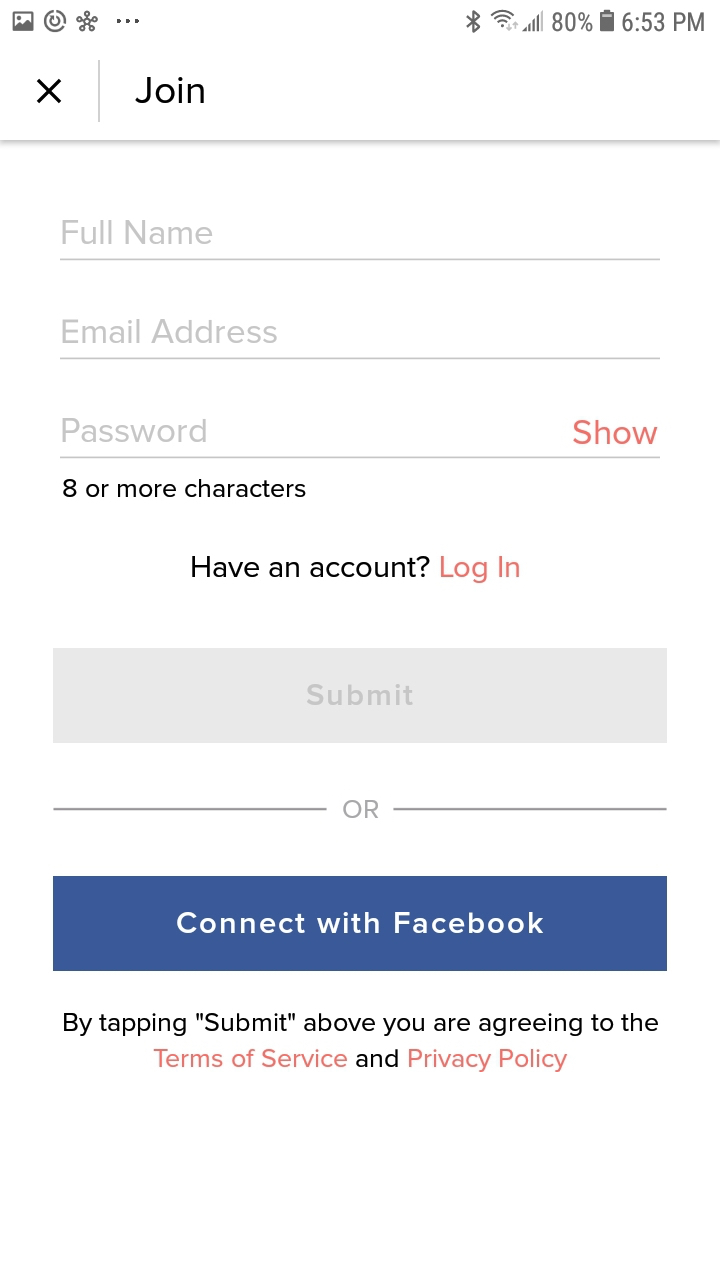 80% 6:53 PM
Join
Full Name
Email Address
Password Show
8 or more characters
Have an account? Log In
Submit
OR
Connect with Facebook
By tapping "Submit" above you are agreeing to the
Terms of Service and Privacy Policy